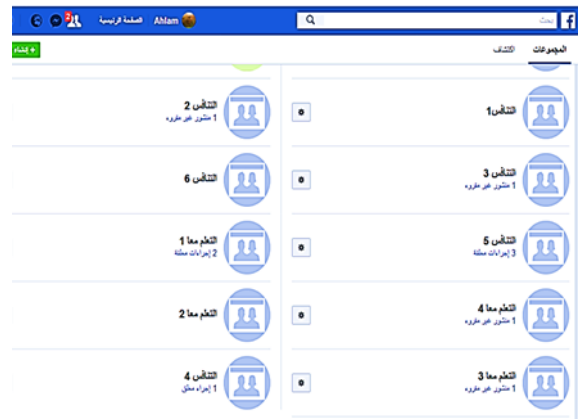 بحث
Ahlam
الصفحة الرئيسية
2
المجموعات
اكتشاف
+ إنشاء
التنافس1
التنافس 2
1 منشور غير مقروء
التنافس 3
1 منشور غير مقروء
التنافس 6
التنافس 5
3 إجراءات معلقة
التعلم معا 1
2 إجراءات معلقة
التعلم معا 4
1 منشور غير مقروء
التعلم معا 2
التعلم معا 3
1 منشور غير مقروء
التنافس 4
1 إجراء معلق